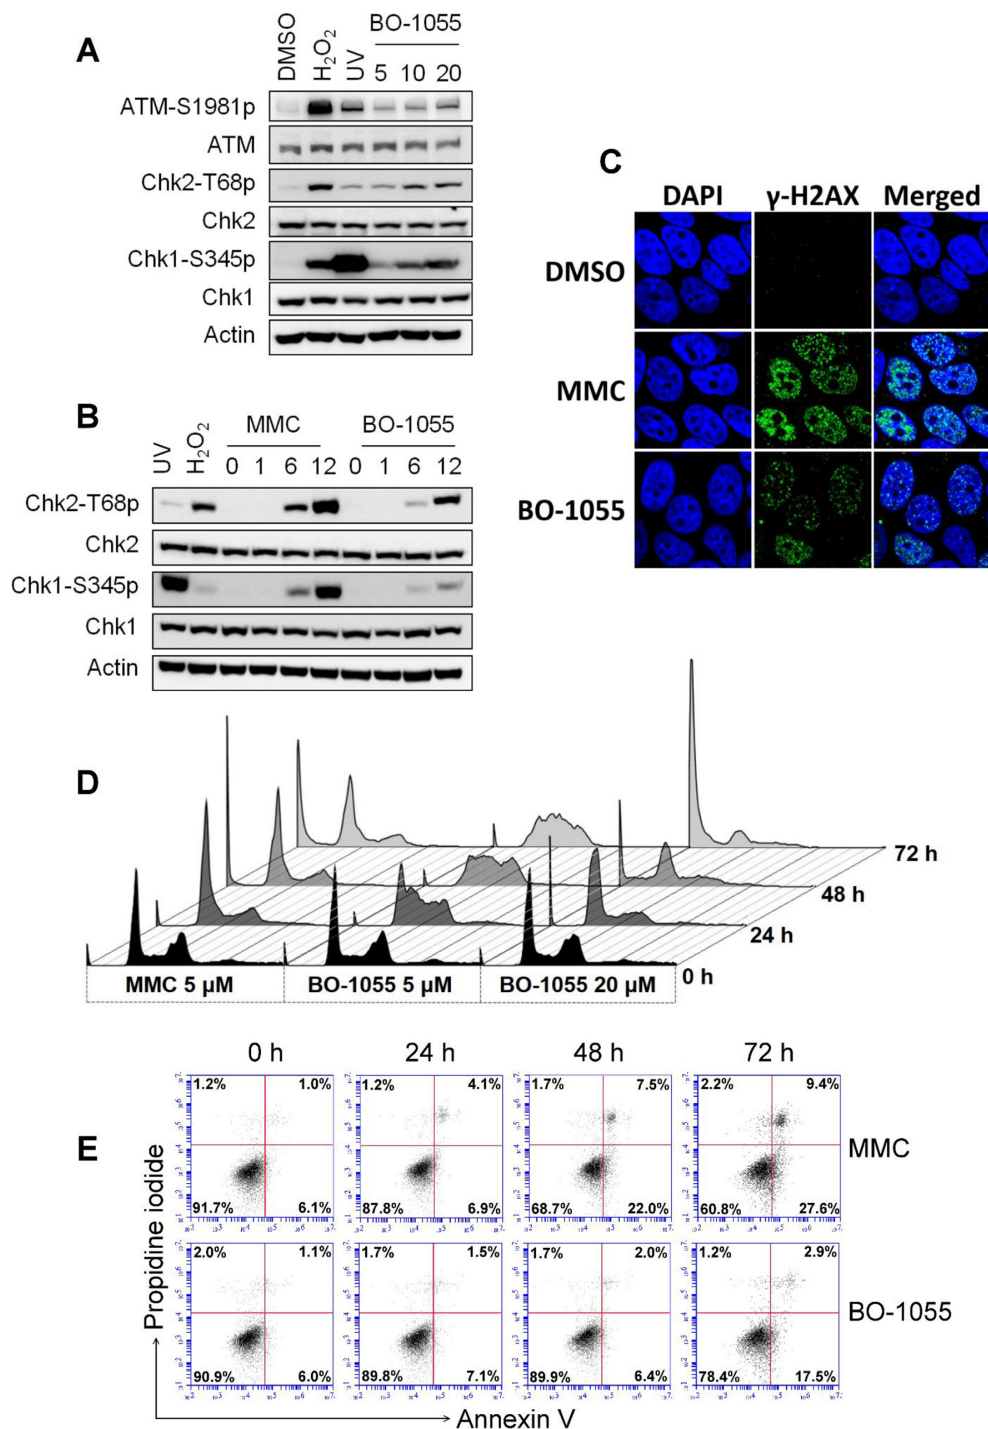 A
DMSO
H2O2
UV
BO-1055
5 10 20
ATM-S1981p
ATM
Chk2-T68p
Chk2
Chk1-S345p
Chk1
Actin
B
UV
H2O2
MMC
BO-1055
0 1 6 12 0 1 6 12
Chk2-T68p
Chk2
Chk1-S345p
Chk1
Actin
C
DAPI γ-H2AX Merged
DMSO
MMC
BO-1055
D
72 h
48 h
24 h
0 h
MMC 5 µM BO-1055 5 µM BO-1055 20 µM
E
0 h 24 h 48 h 72 h
1.2% 1.0% 1.2% 4.1% 1.7% 7.5% 2.2% 9.4%
MMC
91.7% 6.1% 87.8% 6.9% 68.7% 22.0% 60.8% 27.6%
2.0% 1.1% 1.7% 1.5% 1.7% 2.0% 1.2% 2.9%
BO-1055
90.9% 6.0% 89.8% 7.1% 89.9% 6.4% 78.4% 17.5%
Propidine iodide
Annexin V